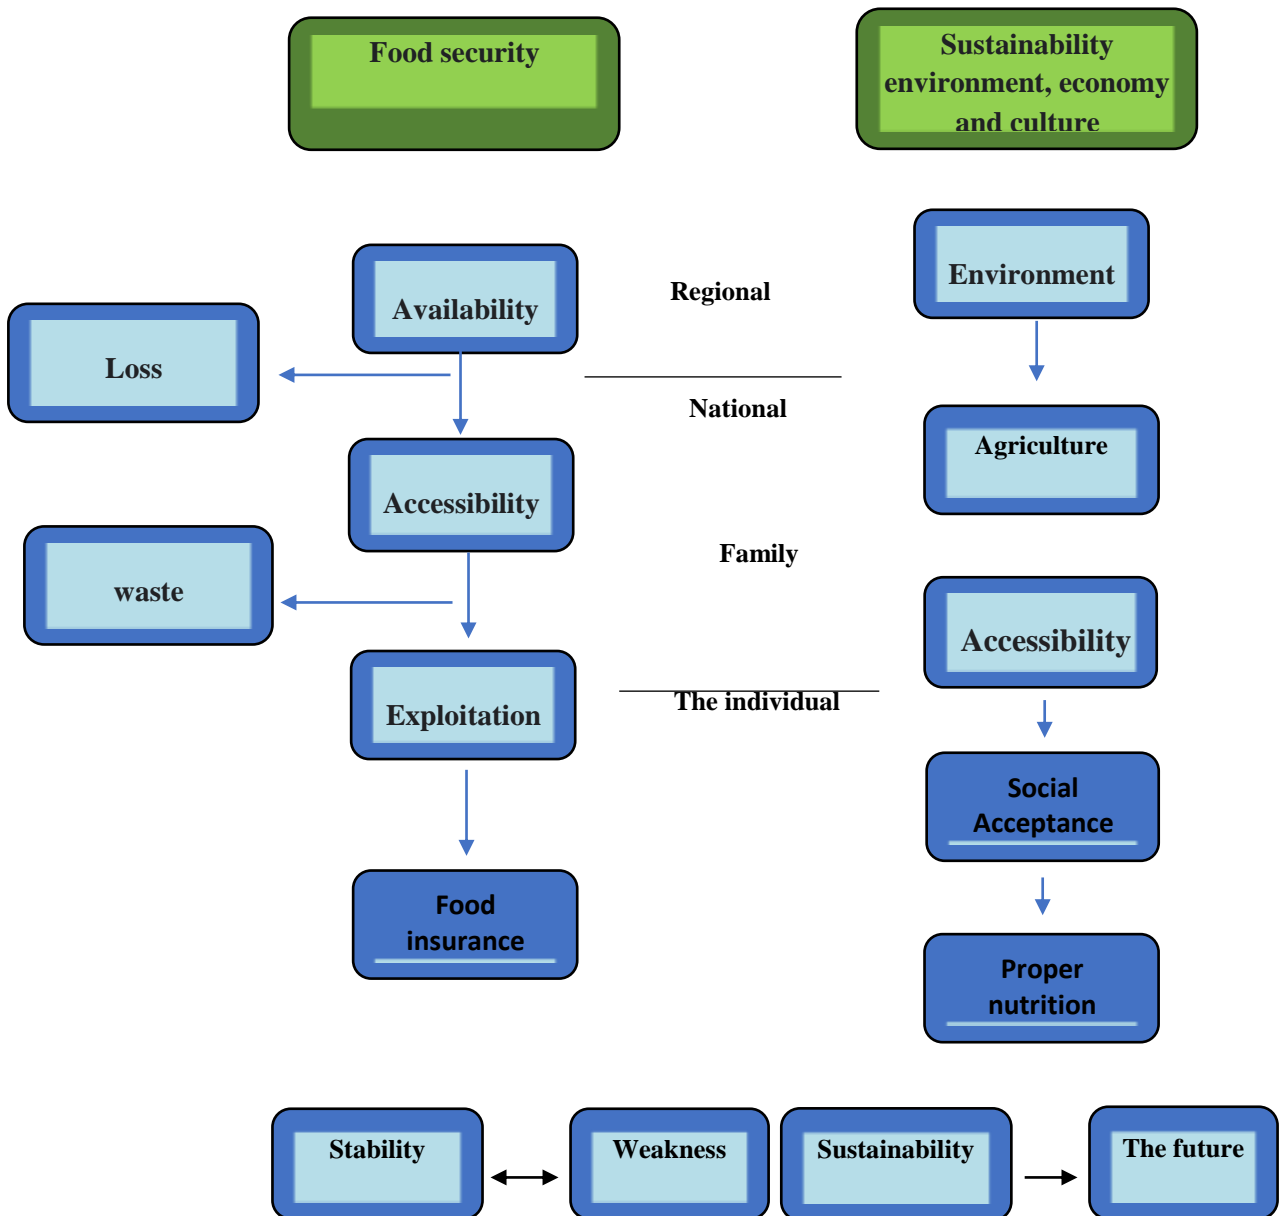 Food security
Sustainability
environment, economy
and culture
Environment
Availability
Regional
Loss
National
Agriculture
Accessibility
Family
waste
Accessibility
The individual
Exploitation
Social
Acceptance
Food
insurance
Proper
nutrition
Stability
Weakness
Sustainability
The future